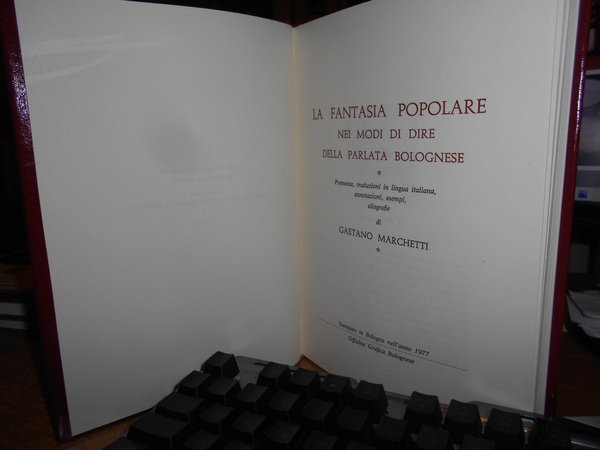 LA FANTASIA POPOLARE
NEI MODI DI DIRE
DELLA PARLATA BOLOGNESE
*
Premessa, traduzioni in lingua italiana,
annotazioni, esempi,
silografie
di
GAETANO MARCHETTI
*
Stampato in Bologna nell'anno 1977
Officina Grafica Bolognese